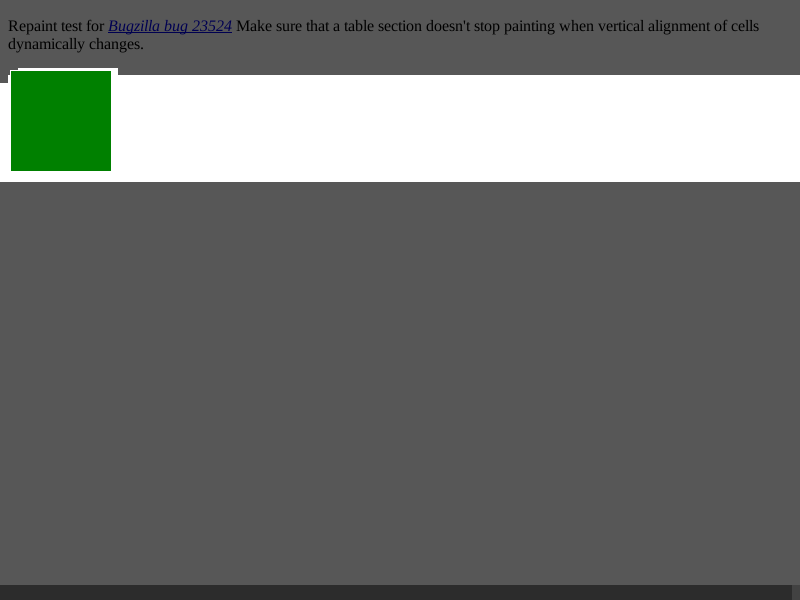 Repaint test for Bugzilla bug 23524 Make sure that a table section doesn't stop painting when vertical alignment of cells
dynamically changes.